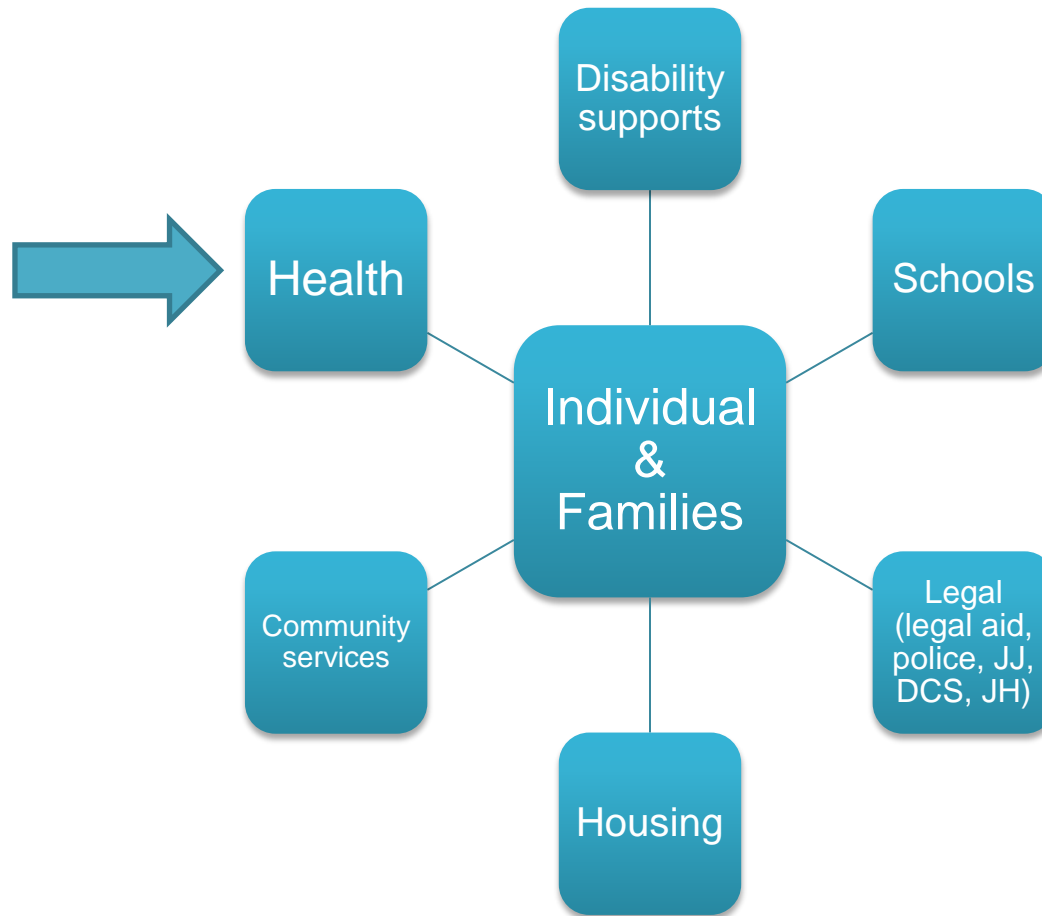 Disability
supports
Health
Schools
Individual
&
Families
Community
services
Legal
(legal aid,
police, JJ,
DCS, JH)
Housing